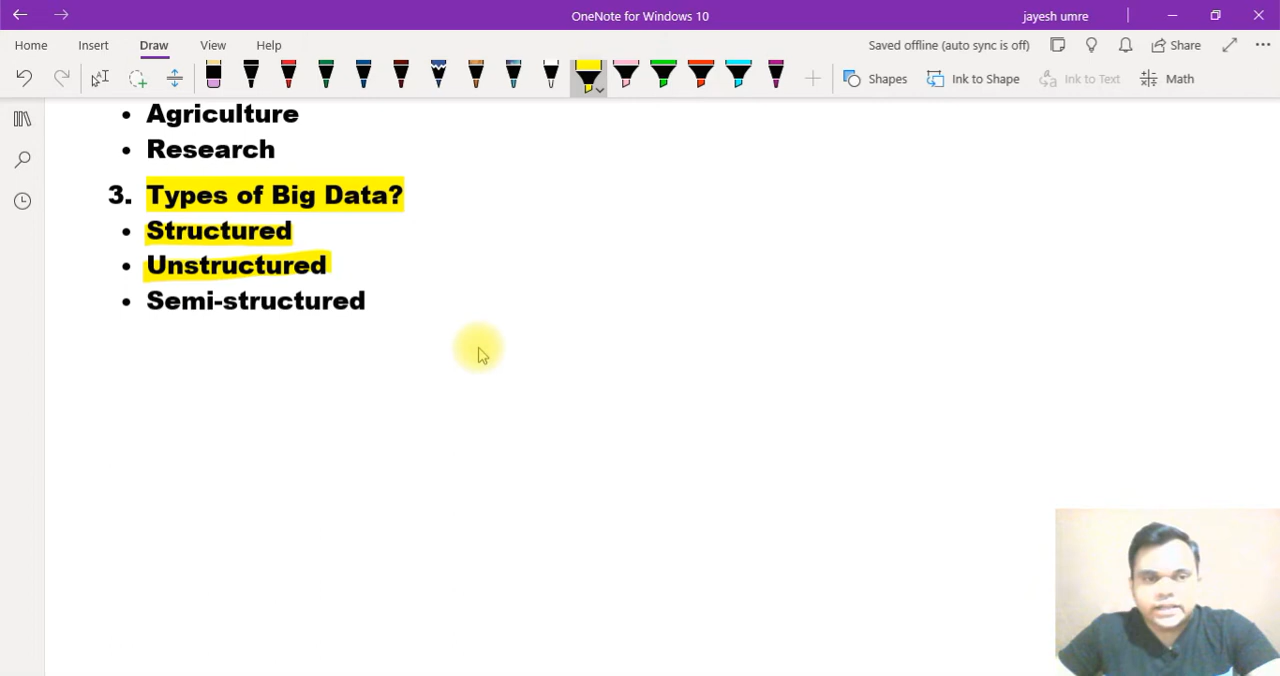 OneNote for Windows 10
jayesh umre
Home Insert Draw View Help
Saved offline (auto sync is off) Share
Shapes Ink to Shape Ink to Text Math
• Agriculture
• Research
3. Types of Big Data?
• Structured
• Unstructured
• Semi-structured